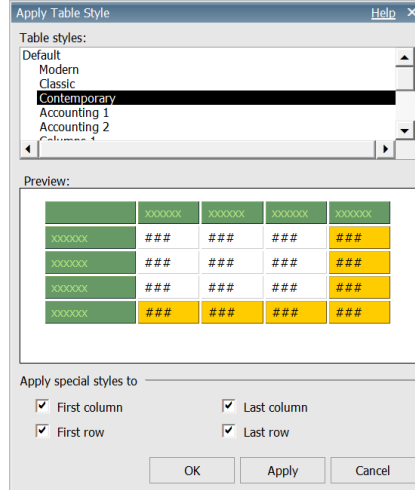 Apply Table Style Help X
Table styles:
Default
Modern
Classic
Contemporary
Accounting 1
Accounting 2
Columns 1
Preview:
xxxxxx xxxxxx xxxxxx xxxxxx
xxxxxx ### ### ### ###
xxxxxx ### ### ### ###
xxxxxx ### ### ### ###
xxxxxx ### ### ### ###
Apply special styles to
First column Last column
First row Last row
OK Apply Cancel